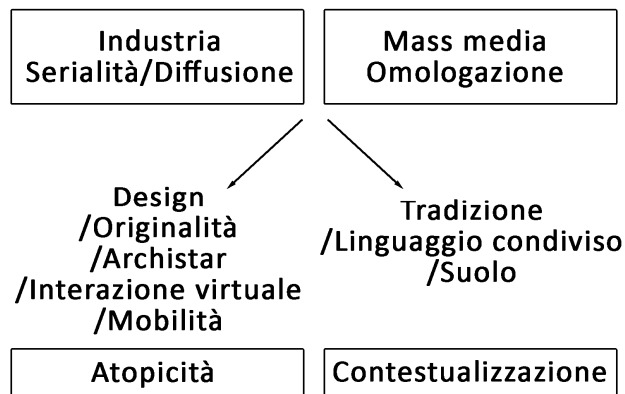 Industria
Serialità/Diffusione
Mass media
Omologazione
Design
/Originalità
/Archistar
/Interazione virtuale
/Mobilità
Tradizione
/Linguaggio condiviso
/Suolo
Atopicità
Contestualizzazione